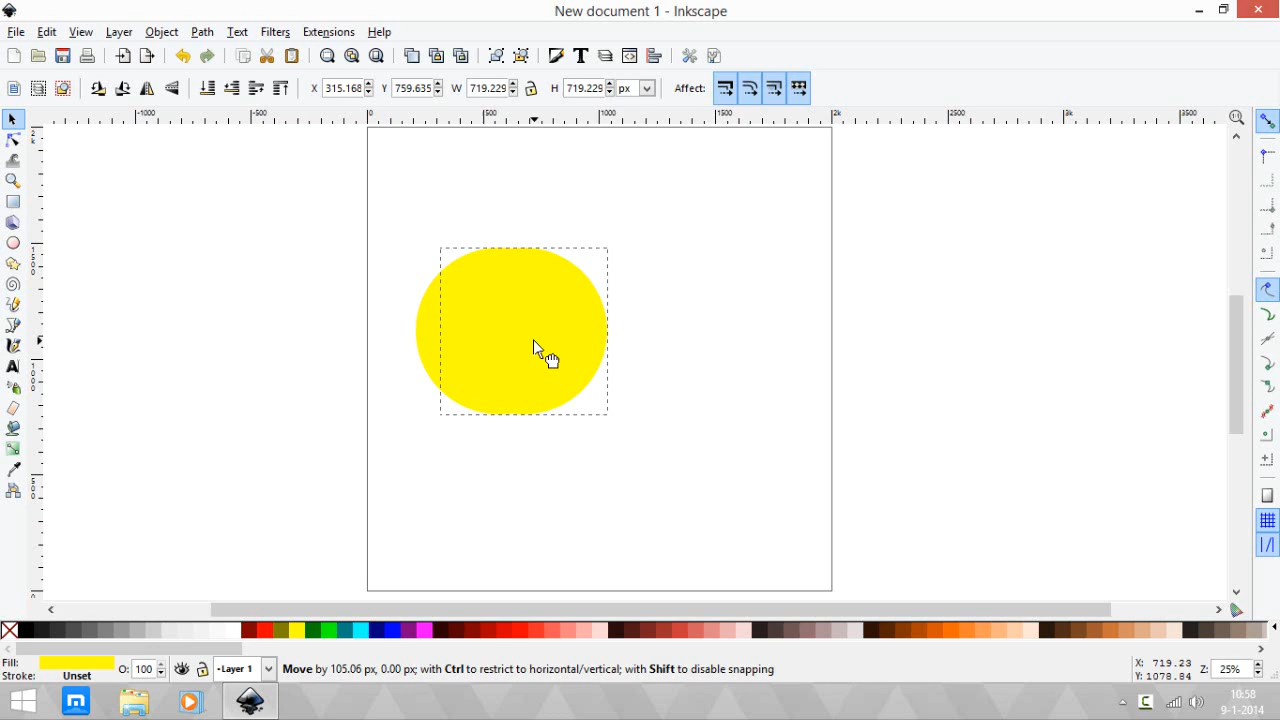 New document 1 - Inkscape
File Edit View Layer Object Path Text Filters Extensions Help
X 315.168 Y 759.635 W 719.229 H 719.229 px Affect:
-1000 -500 0 500 1000 1500 2k 2500 3k 3500
Fill:
Stroke: Unset
O: 100
Layer 1
Move by 105.06 px, 0.00 px; with Ctrl to restrict to horizontal/vertical; with Shift to disable snapping
X: 719.23
Y: 1078.84
Z: 25%
10:58
9-1-2014